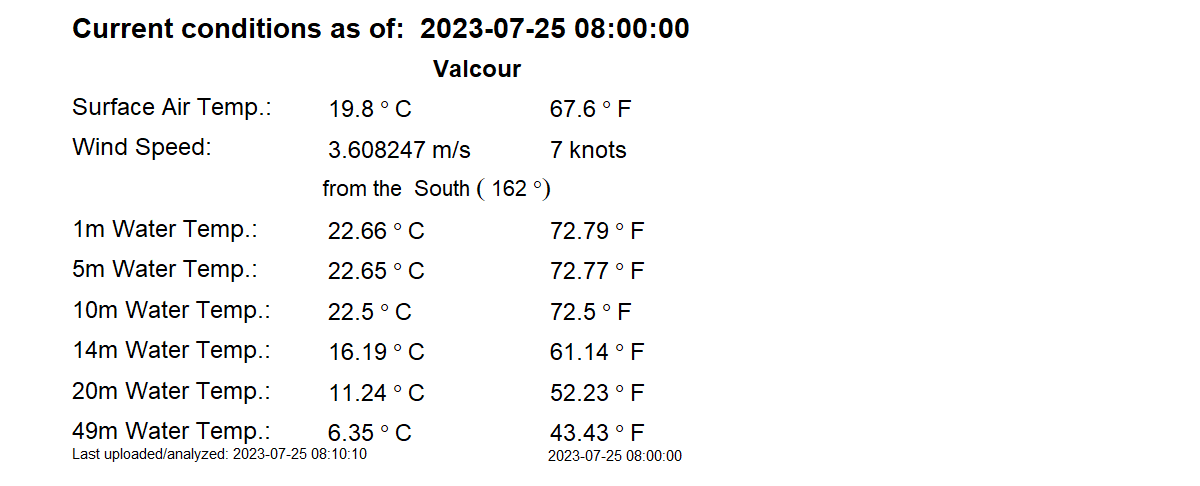 Current conditions as of: 2023-07-25 08:00:00
Valcour
Surface Air Temp.: 19.8 ° C 67.6 ° F
Wind Speed: 3.608247 m/s 7 knots
from the South ( 162 °)
1m Water Temp.: 22.66 ° C 72.79 ° F
5m Water Temp.: 22.65 ° C 72.77 ° F
10m Water Temp.: 22.5 ° C 72.5 ° F
14m Water Temp.: 16.19 ° C 61.14 ° F
20m Water Temp.: 11.24 ° C 52.23 ° F
49m Water Temp.: 6.35 ° C 43.43 ° F
Last uploaded/analyzed: 2023-07-25 08:10:10 2023-07-25 08:00:00